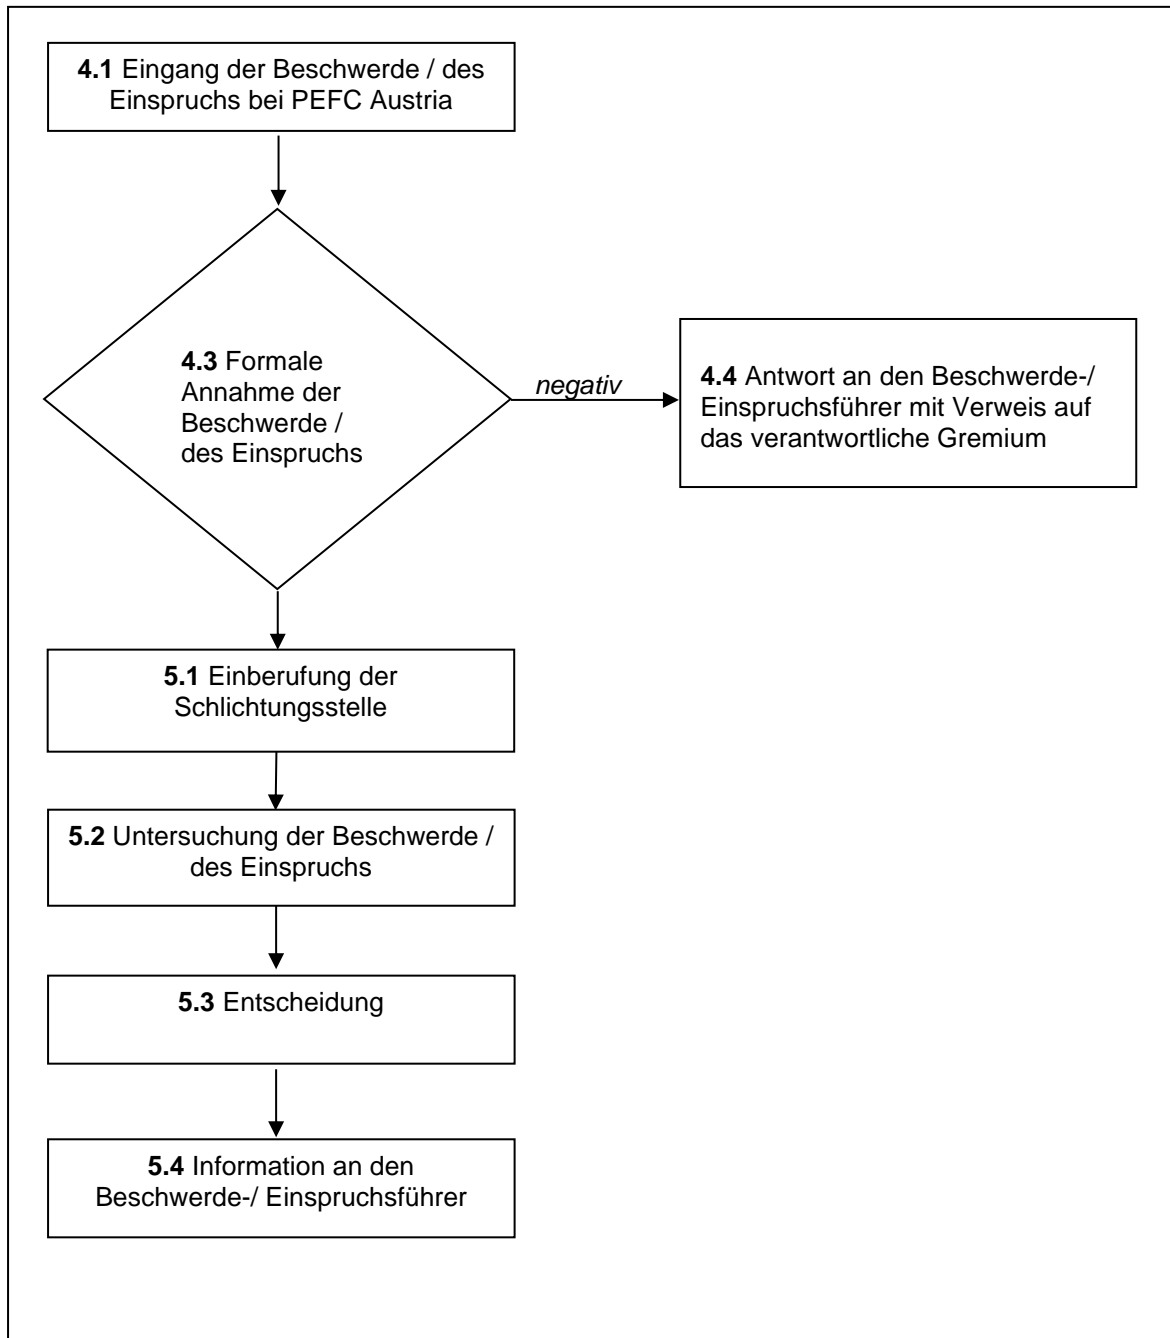 4.1 Eingang der Beschwerde / des
Einspruchs bei PEFC Austria
4.3 Formale
Annahme der
Beschwerde /
des Einspruchs
negativ
4.4 Antwort an den Beschwerde-/
Einspruchsführer mit Verweis auf
das verantwortliche Gremium
5.1 Einberufung der
Schlichtungsstelle
5.2 Untersuchung der Beschwerde /
des Einspruchs
5.3 Entscheidung
5.4 Information an den
Beschwerde-/ Einspruchsführer